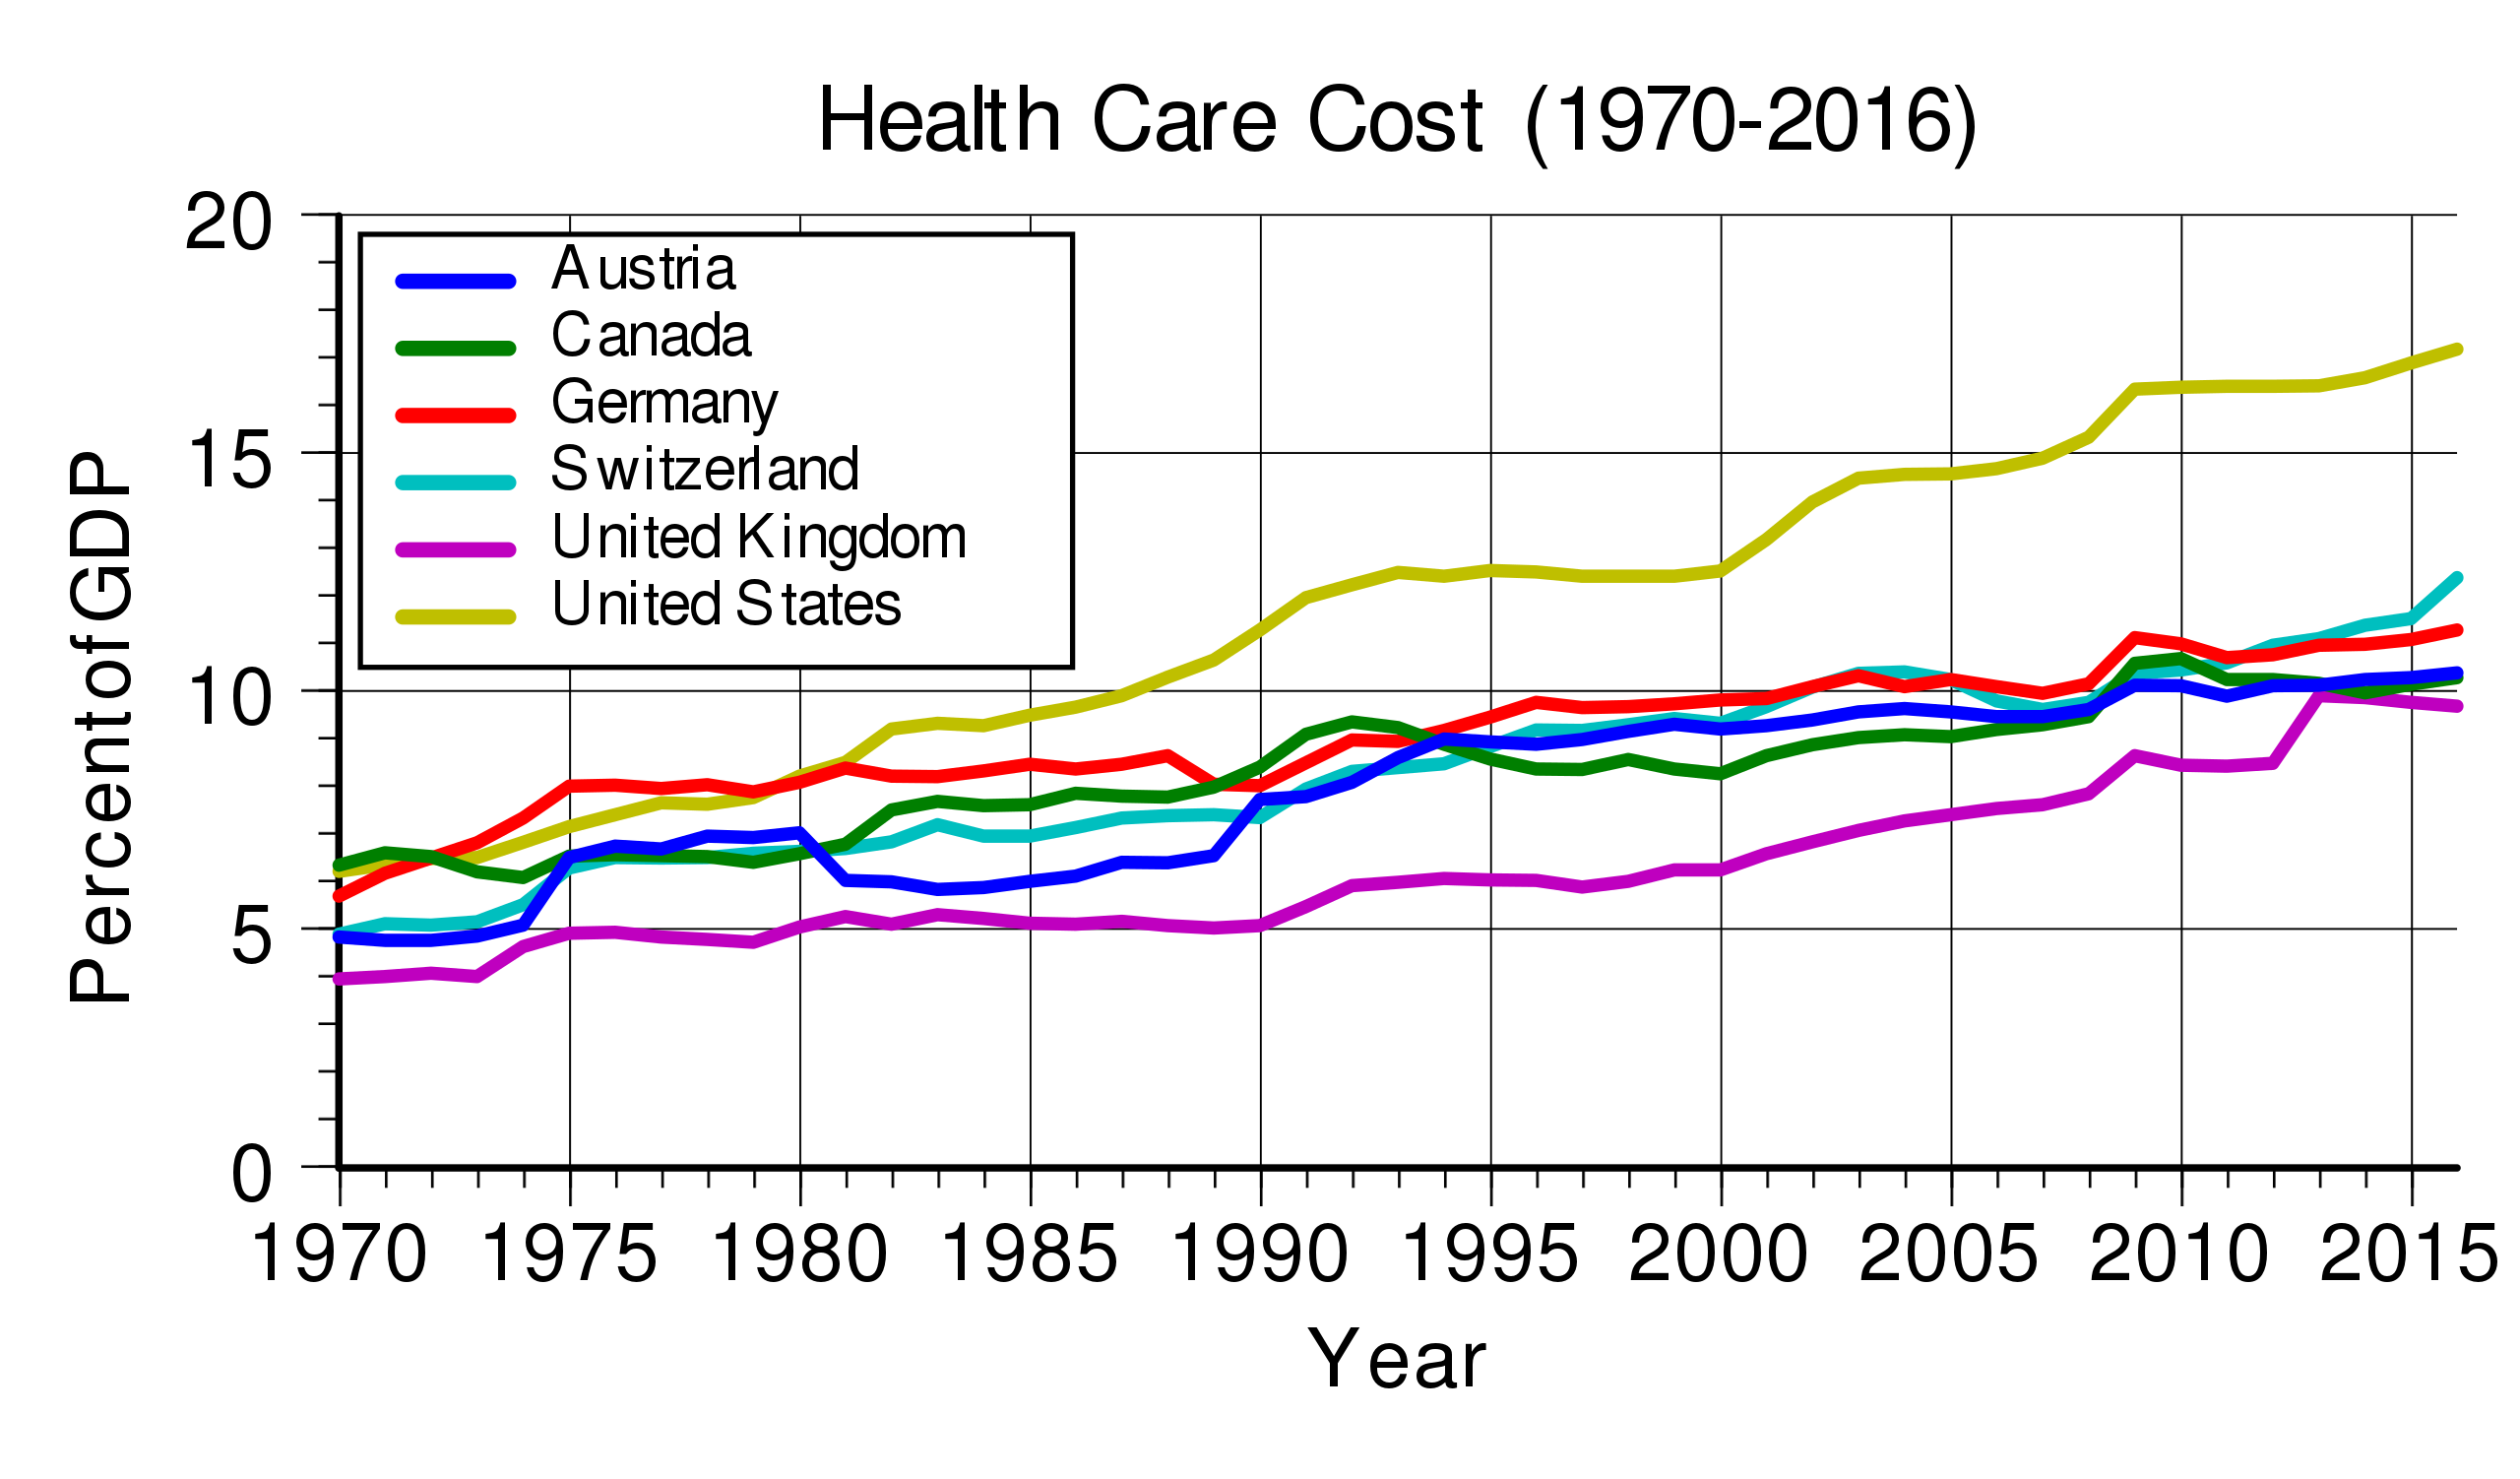 Health Care Cost (1970-2016)
20
15
10
5
0
Percent of GDP
Austria
Canada
Germany
Switzerland
United Kingdom
United States
1970 1975 1980 1985 1990 1995 2000 2005 2010 2015
Year